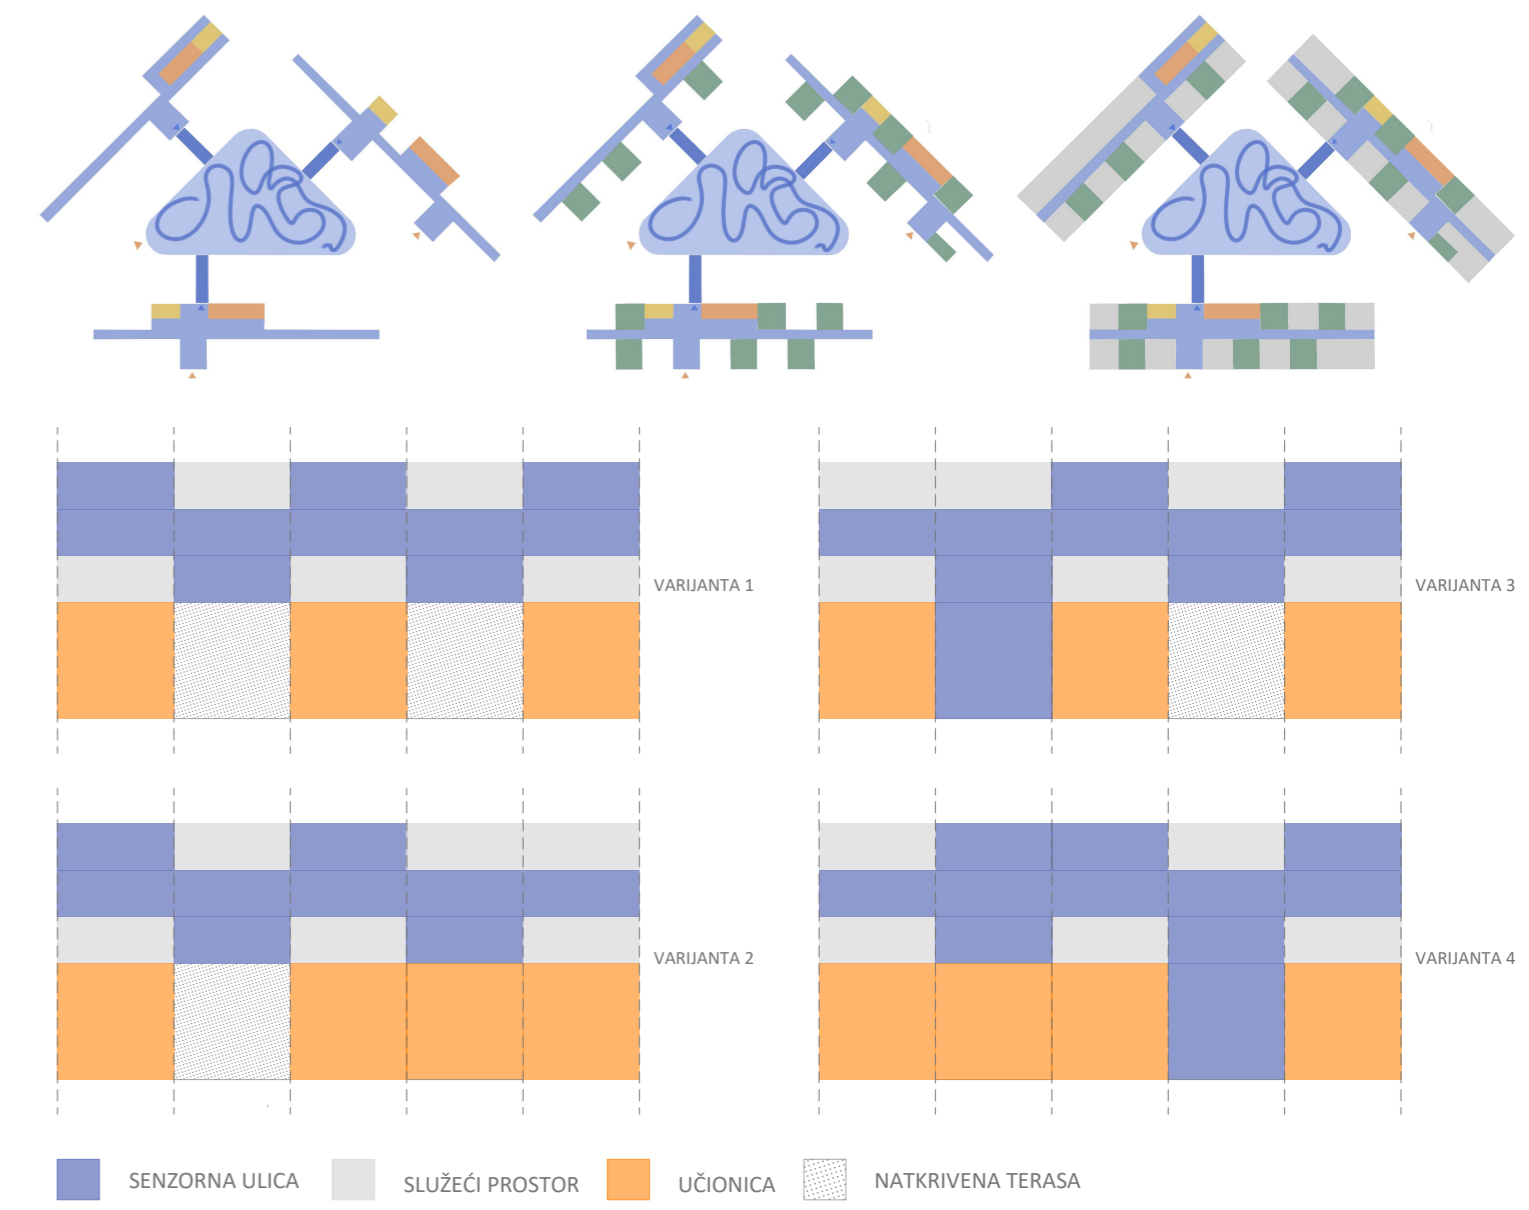 VARIJANTA 1
VARIJANTA 3
VARIJANTA 2
VARIJANTA 4
SENZORNA ULICA
SLUŽEĆI PROSTOR
UČIONICA
NATKRIVENA TERASA